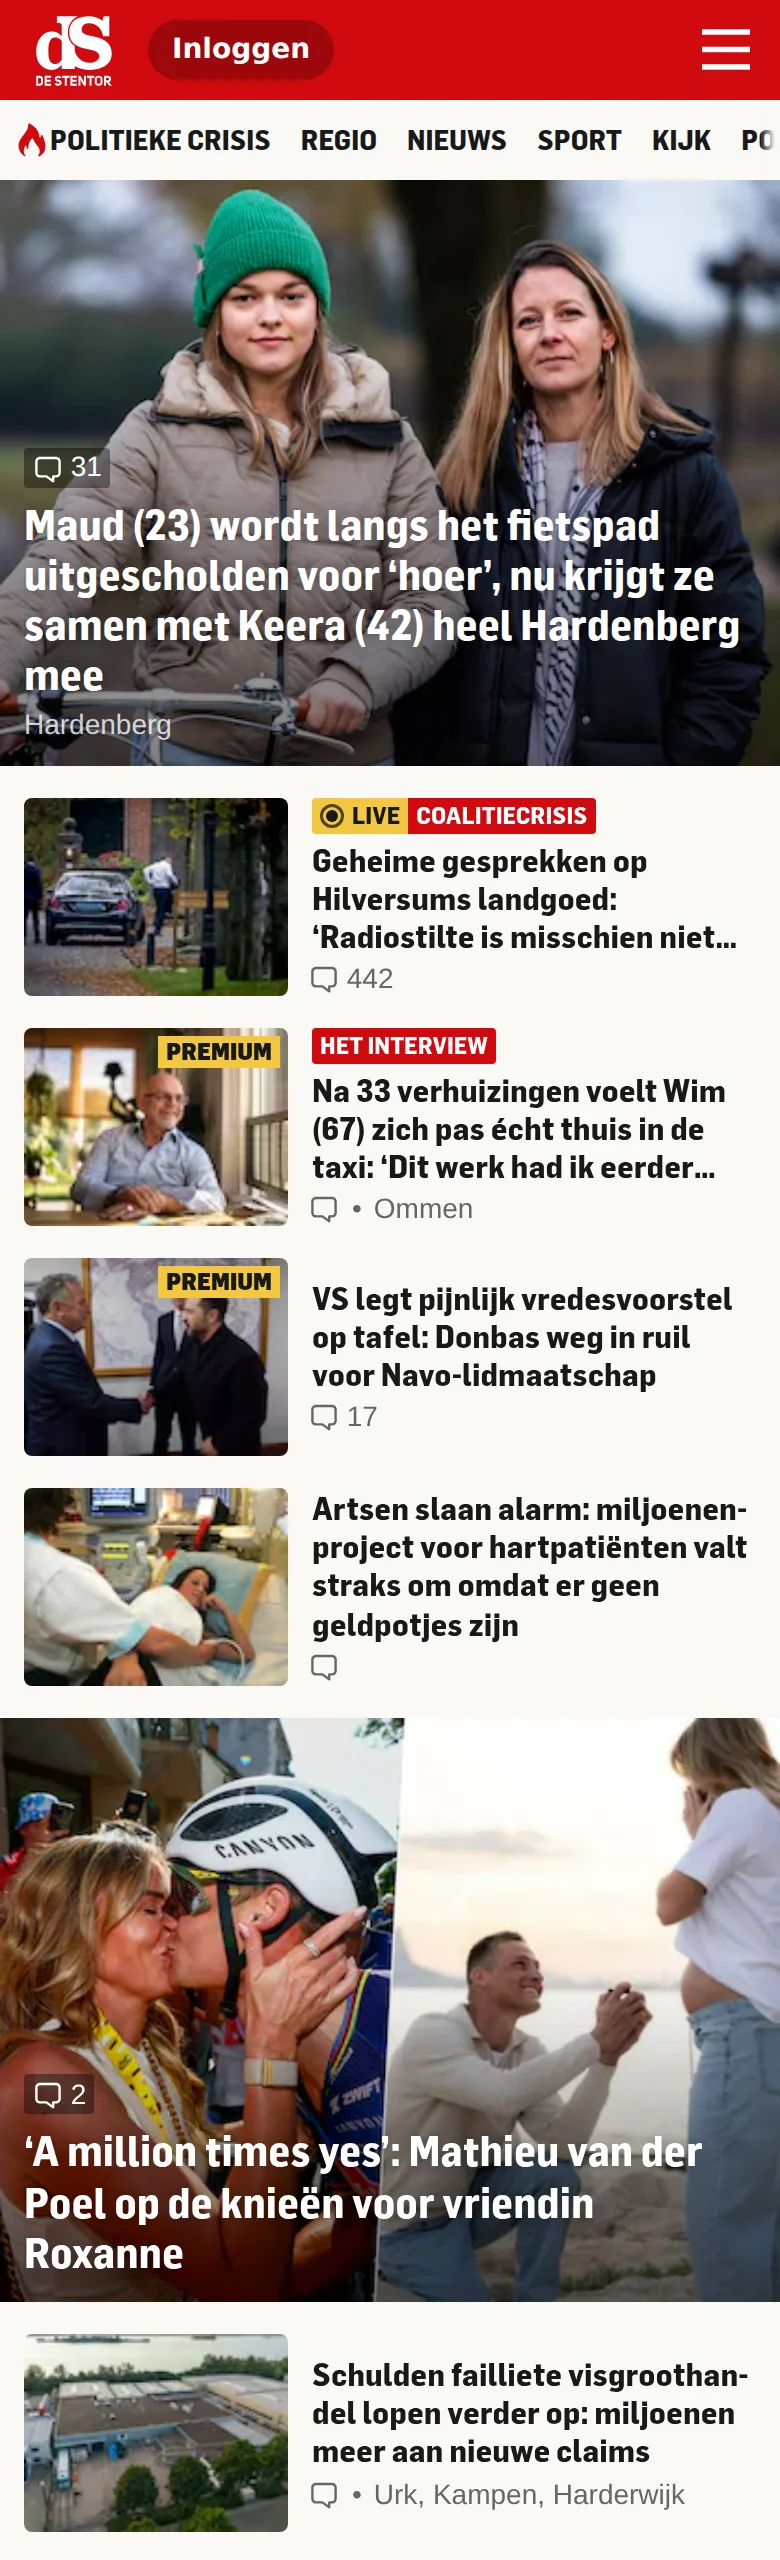 dS
DE STENTOR
Inloggen
POLITIEKE CRISIS REGIO NIEUWS SPORT KIJK PO
31
Maud (23) wordt langs het fietspad
uitgescholden voor ‘hoer’, nu krijgt ze
samen met Keera (42) heel Hardenberg
mee
Hardenberg
LIVE COALITIECRISIS
Geheime gesprekken op
Hilversums landgoed:
‘Radiostilte is misschien niet...
442
PREMIUM
HET INTERVIEW
Na 33 verhuizingen voelt Wim
(67) zich pas écht thuis in de
taxi: ‘Dit werk had ik eerder...
• Ommen
PREMIUM
VS legt pijnlijk vredesvoorstel
op tafel: Donbas weg in ruil
voor Navo-lidmaatschap
17
Artsen slaan alarm: miljoenen-
project voor hartpatiënten valt
straks om omdat er geen
geldpotjes zijn
CANYON
ZWIFT
CANYON
2
‘A million times yes’: Mathieu van der
Poel op de knieën voor vriendin
Roxanne
Schulden failliete visgroothan-
del lopen verder op: miljoenen
meer aan nieuwe claims
• Urk, Kampen, Harderwijk